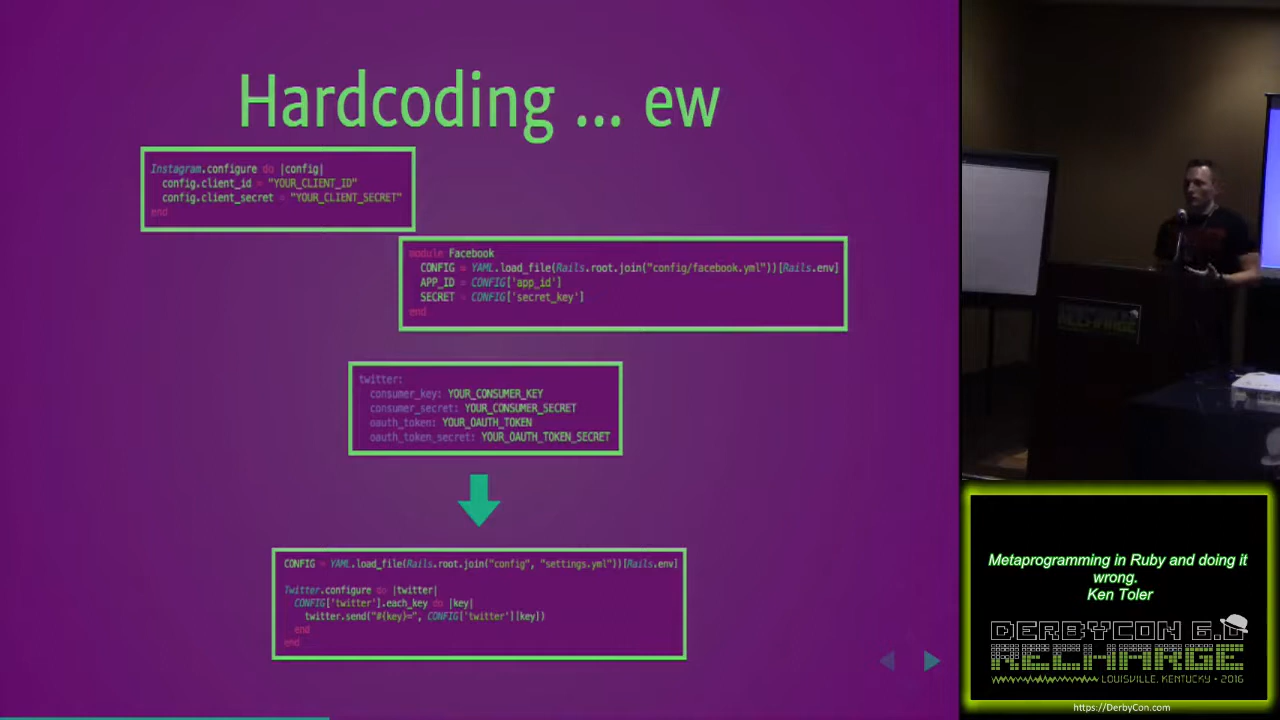 Hardcoding ... ew
Instagram.configure do |config|
config.client_id = "YOUR_CLIENT_ID"
config.client_secret = "YOUR_CLIENT_SECRET"
end
module Facebook
CONFIG = YAML.load_file(Rails.root.join("config/facebook.yml"))[Rails.env]
APP_ID = CONFIG['app_id']
SECRET = CONFIG['secret_key']
end
twitter:
consumer_key: YOUR_CONSUMER_KEY
consumer_secret: YOUR_CONSUMER_SECRET
oauth_token: YOUR_OAUTH_TOKEN
oauth_token_secret: YOUR_OAUTH_TOKEN_SECRET
CONFIG = YAML.load_file(Rails.root.join("config", "settings.yml"))[Rails.env]
Twitter.configure do |twitter|
CONFIG['twitter'].each_key do |key|
twitter.send("#{key}=", CONFIG['twitter'][key])
end
end
Metaprogramming in Ruby and doing it
wrong.
Ken Toler
DERBYCON 6.0
RECHARGE
LOUISVILLE, KENTUCKY • 2016
https://DerbyCon.com